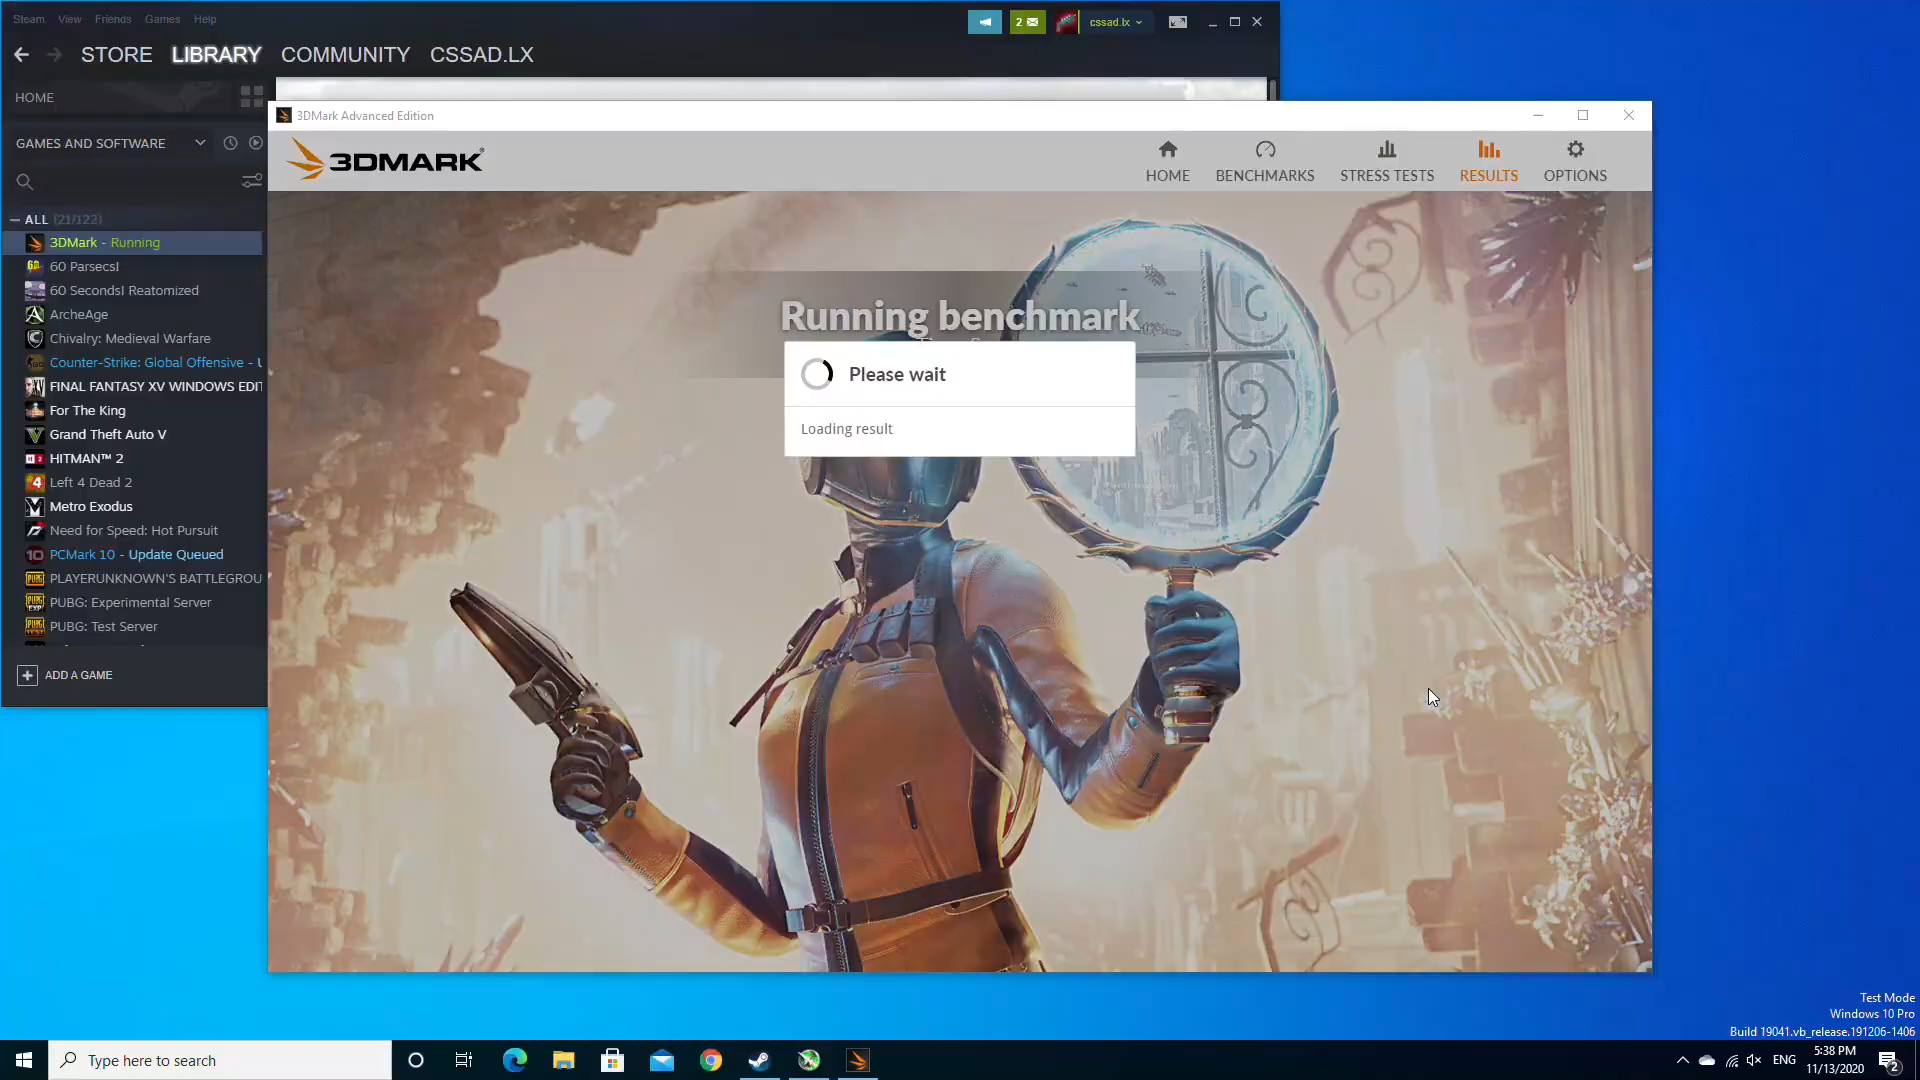 Steam View Friends Games Help
2
cssad.lx
STORE LIBRARY COMMUNITY CSSAD.LX
HOME
3DMark Advanced Edition
GAMES AND SOFTWARE
3DMARK
HOME BENCHMARKS STRESS TESTS RESULTS OPTIONS
ALL (21/122)
3DMark - Running
60 Parsecs!
60 Seconds! Reatomized
ArcheAge
Chivalry: Medieval Warfare
Counter-Strike: Global Offensive - U
FINAL FANTASY XV WINDOWS EDIT
For The King
Grand Theft Auto V
HITMAN™ 2
Left 4 Dead 2
Metro Exodus
Need for Speed: Hot Pursuit
PCMark 10 - Update Queued
PLAYERUNKNOWN'S BATTLEGROU
PUBG: Experimental Server
PUBG: Test Server
ADD A GAME
Running benchmark
Please wait
Loading result
Test Mode
Windows 10 Pro
Build 19041.vb_release.191206-1406
Type here to search
ENG
5:38 PM
11/13/2020
2